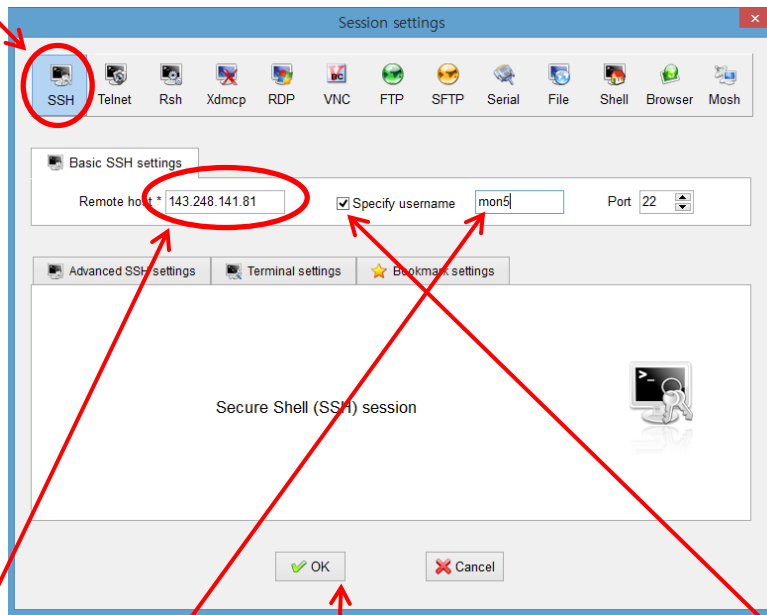 Session settings
SSH Telnet Rsh Xdmcp RDP VNC FTP SFTP Serial File Shell Browser Mosh
Basic SSH settings
Remote host * 143.248.141.81 Specify username mon5 Port 22
Advanced SSH settings Terminal settings Bookmark settings
Secure Shell (SSH) session
OK Cancel